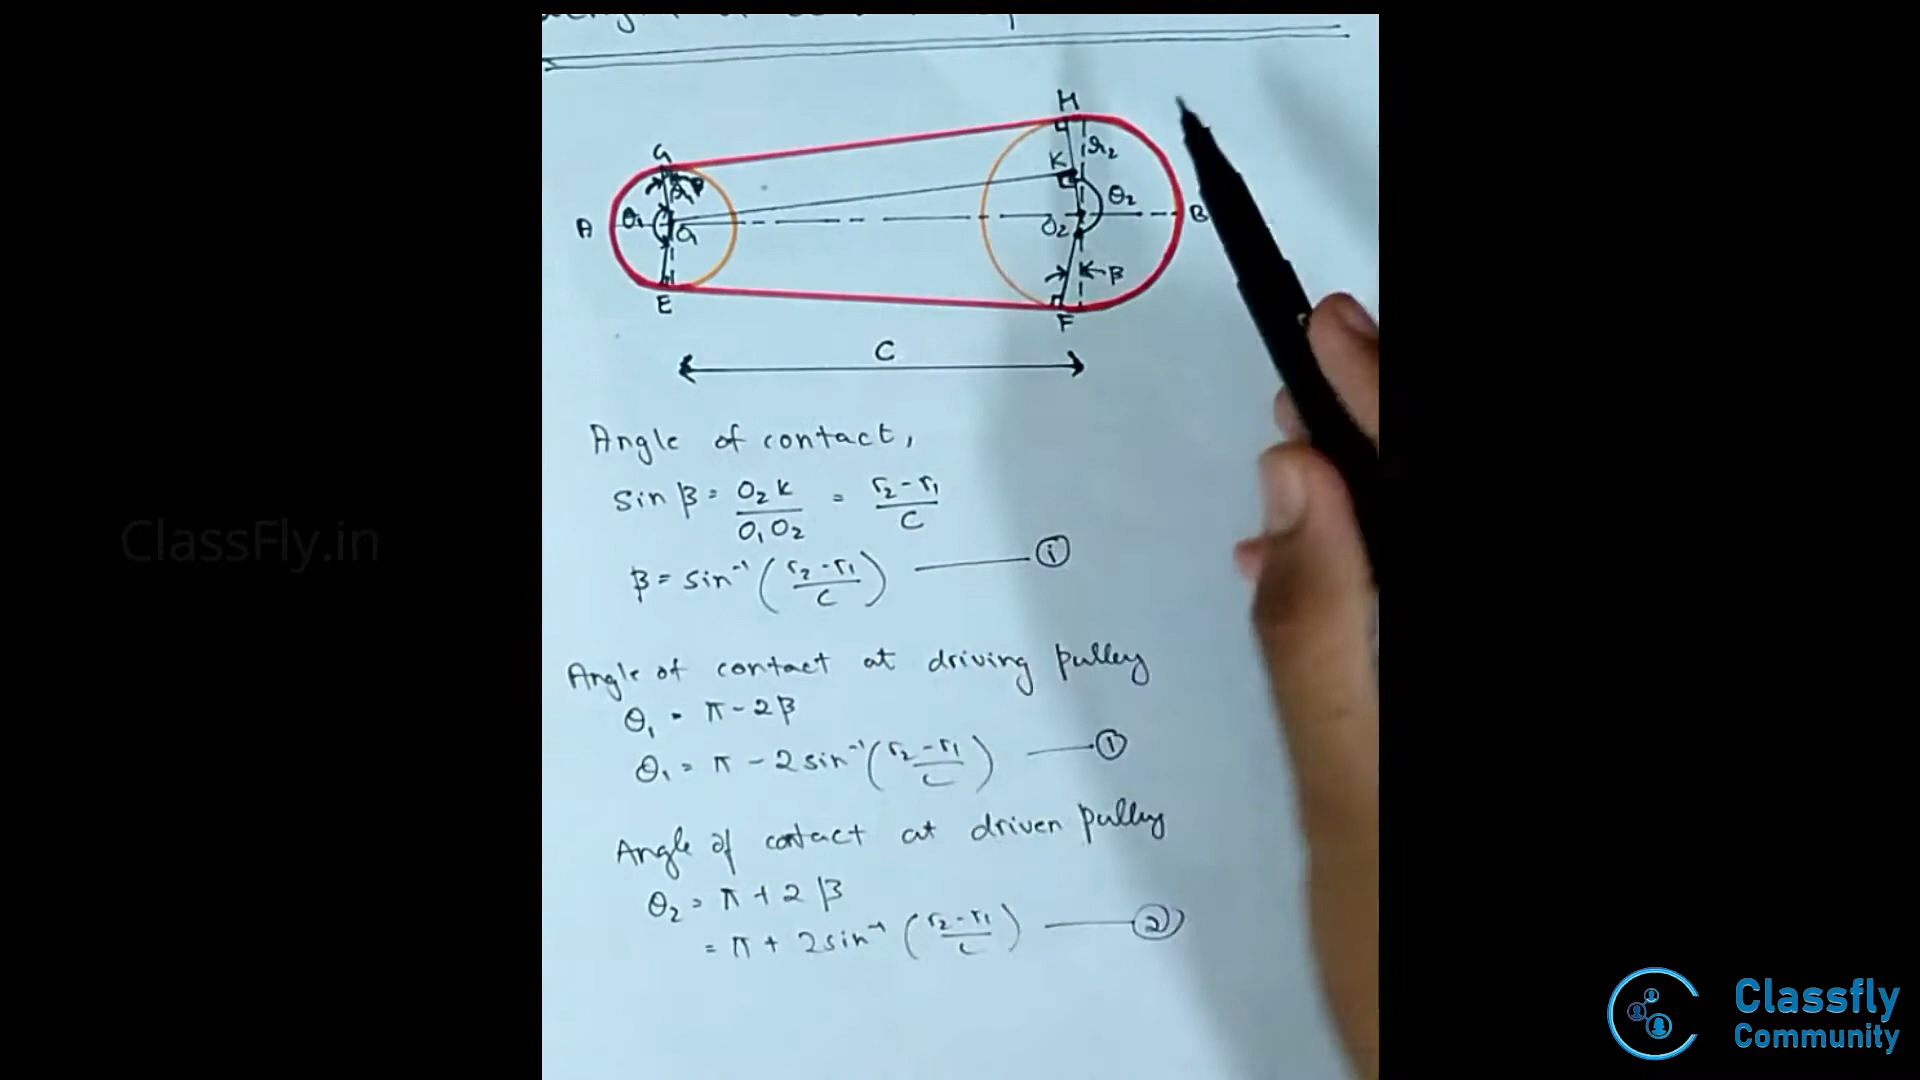 H
r₂
G
K
β
r₁
A
θ₁
O₁
θ₂
O₂
B
β
E
F
C
Angle of contact,
sin β = O₂K / O₁O₂ = r₂-r₁ / C
β = sin⁻¹ (r₂-r₁ / C) —— ⓘ
Angle of contact at driving pulley
θ₁ = π - 2β
θ₁ = π - 2 sin⁻¹ (r₂-r₁ / C) —— ①
Angle of contact at driven pulley
θ₂ = π + 2β
= π + 2 sin⁻¹ (r₂-r₁ / C) —— ②
ClassFly.in
Classfly
Community